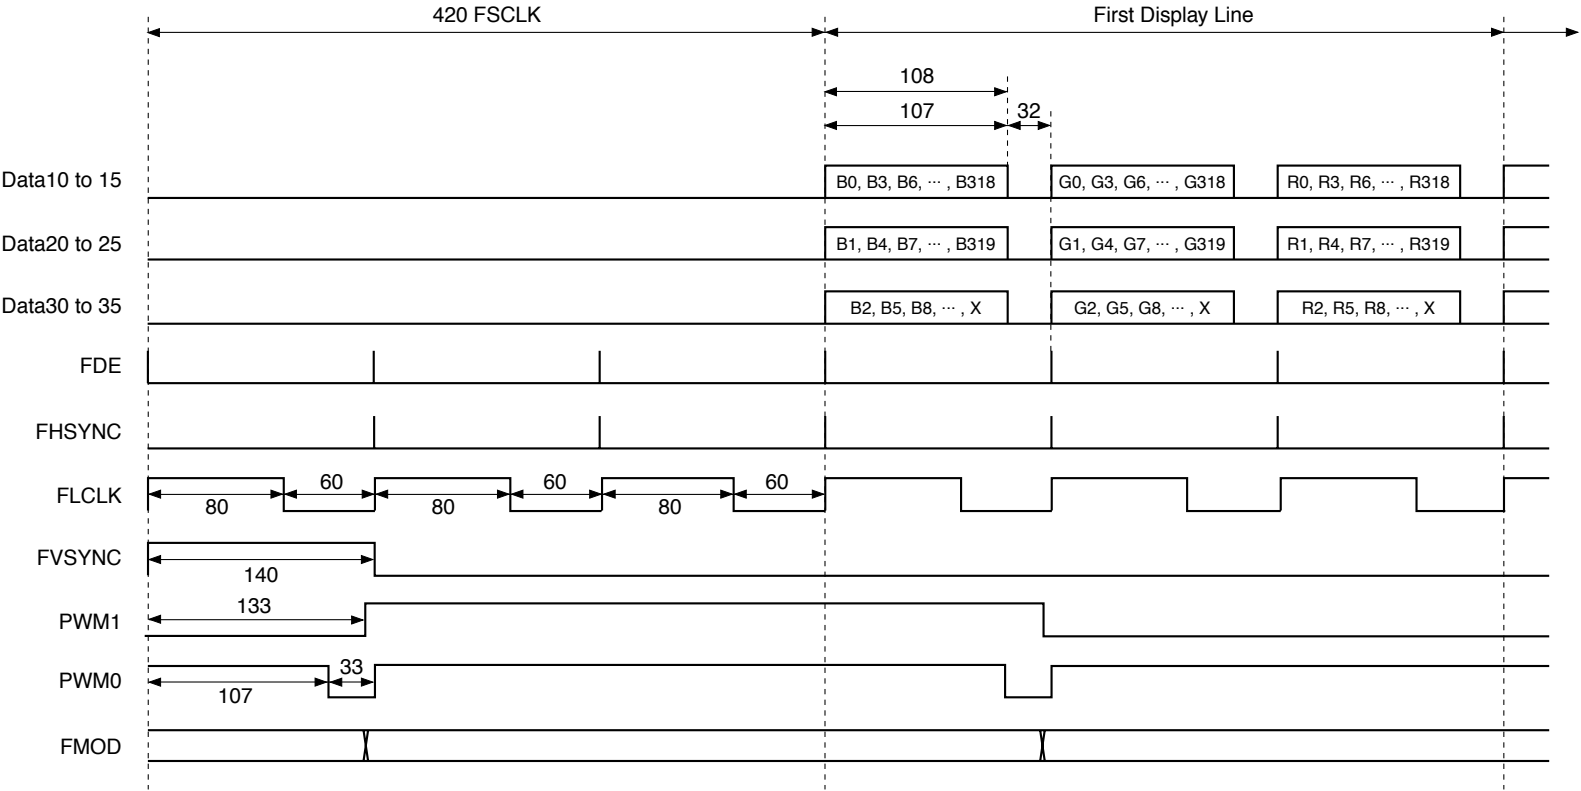 420 FSCLK First Display Line
108
107 32
Data10 to 15 B0, B3, B6, ··· , B318 G0, G3, G6, ··· , G318 R0, R3, R6, ··· , R318
Data20 to 25 B1, B4, B7, ··· , B319 G1, G4, G7, ··· , G319 R1, R4, R7, ··· , R319
Data30 to 35 B2, B5, B8, ··· , X G2, G5, G8, ··· , X R2, R5, R8, ··· , X
FDE
FHSYNC
FLCLK 80 60 80 60 80 60
FVSYNC 140
PWM1 133
PWM0 107 33
FMOD